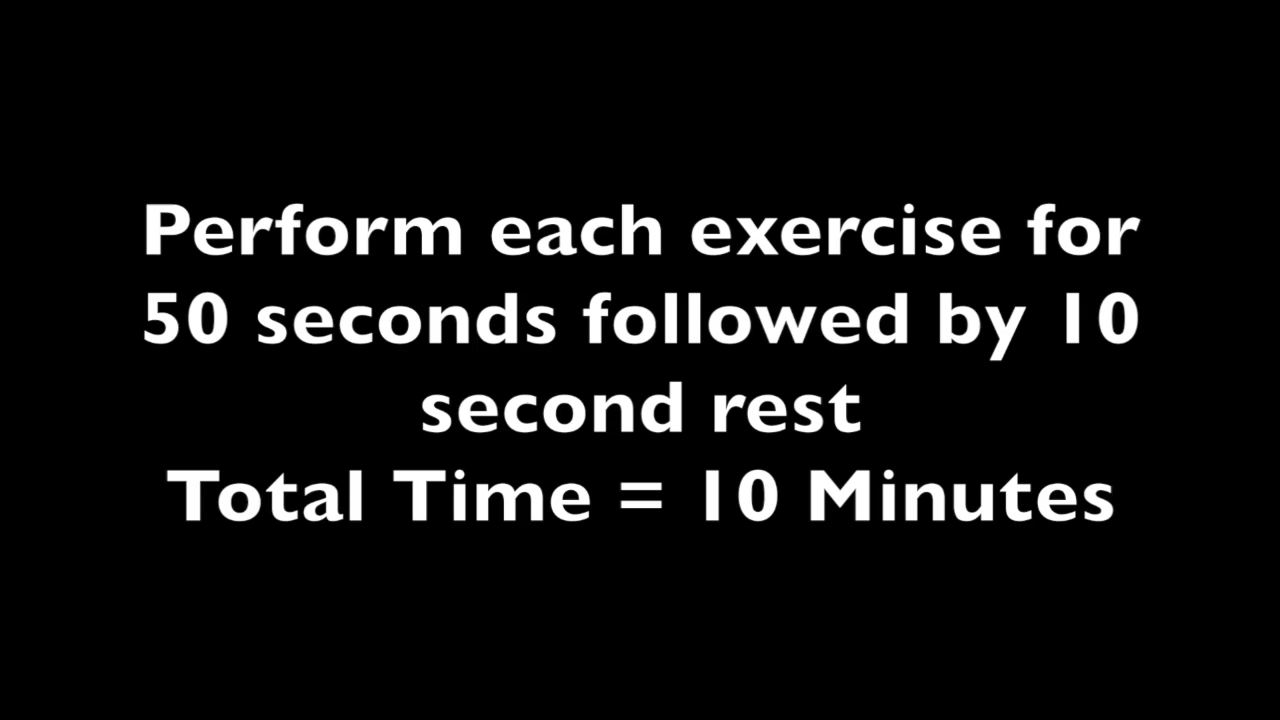 Perform each exercise for
50 seconds followed by 10
second rest
Total Time = 10 Minutes